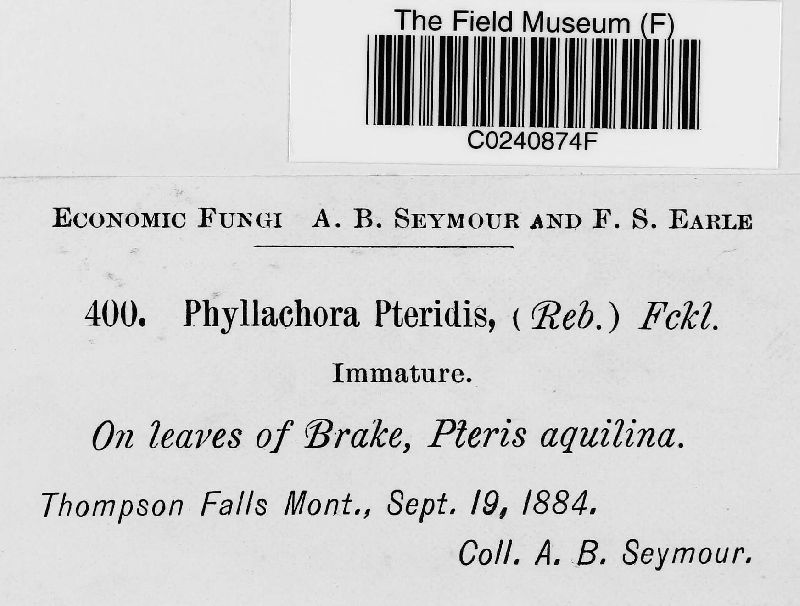 The Field Museum (F)
C0240874F
ECONOMIC FUNGI A. B. SEYMOUR AND F. S. EARLE
400. Phyllachora Pteridis, (Reb.) Fckl.
Immature.
On leaves of Brake, Pteris aquilina.
Thompson Falls Mont., Sept. 19, 1884.
Coll. A. B. Seymour.